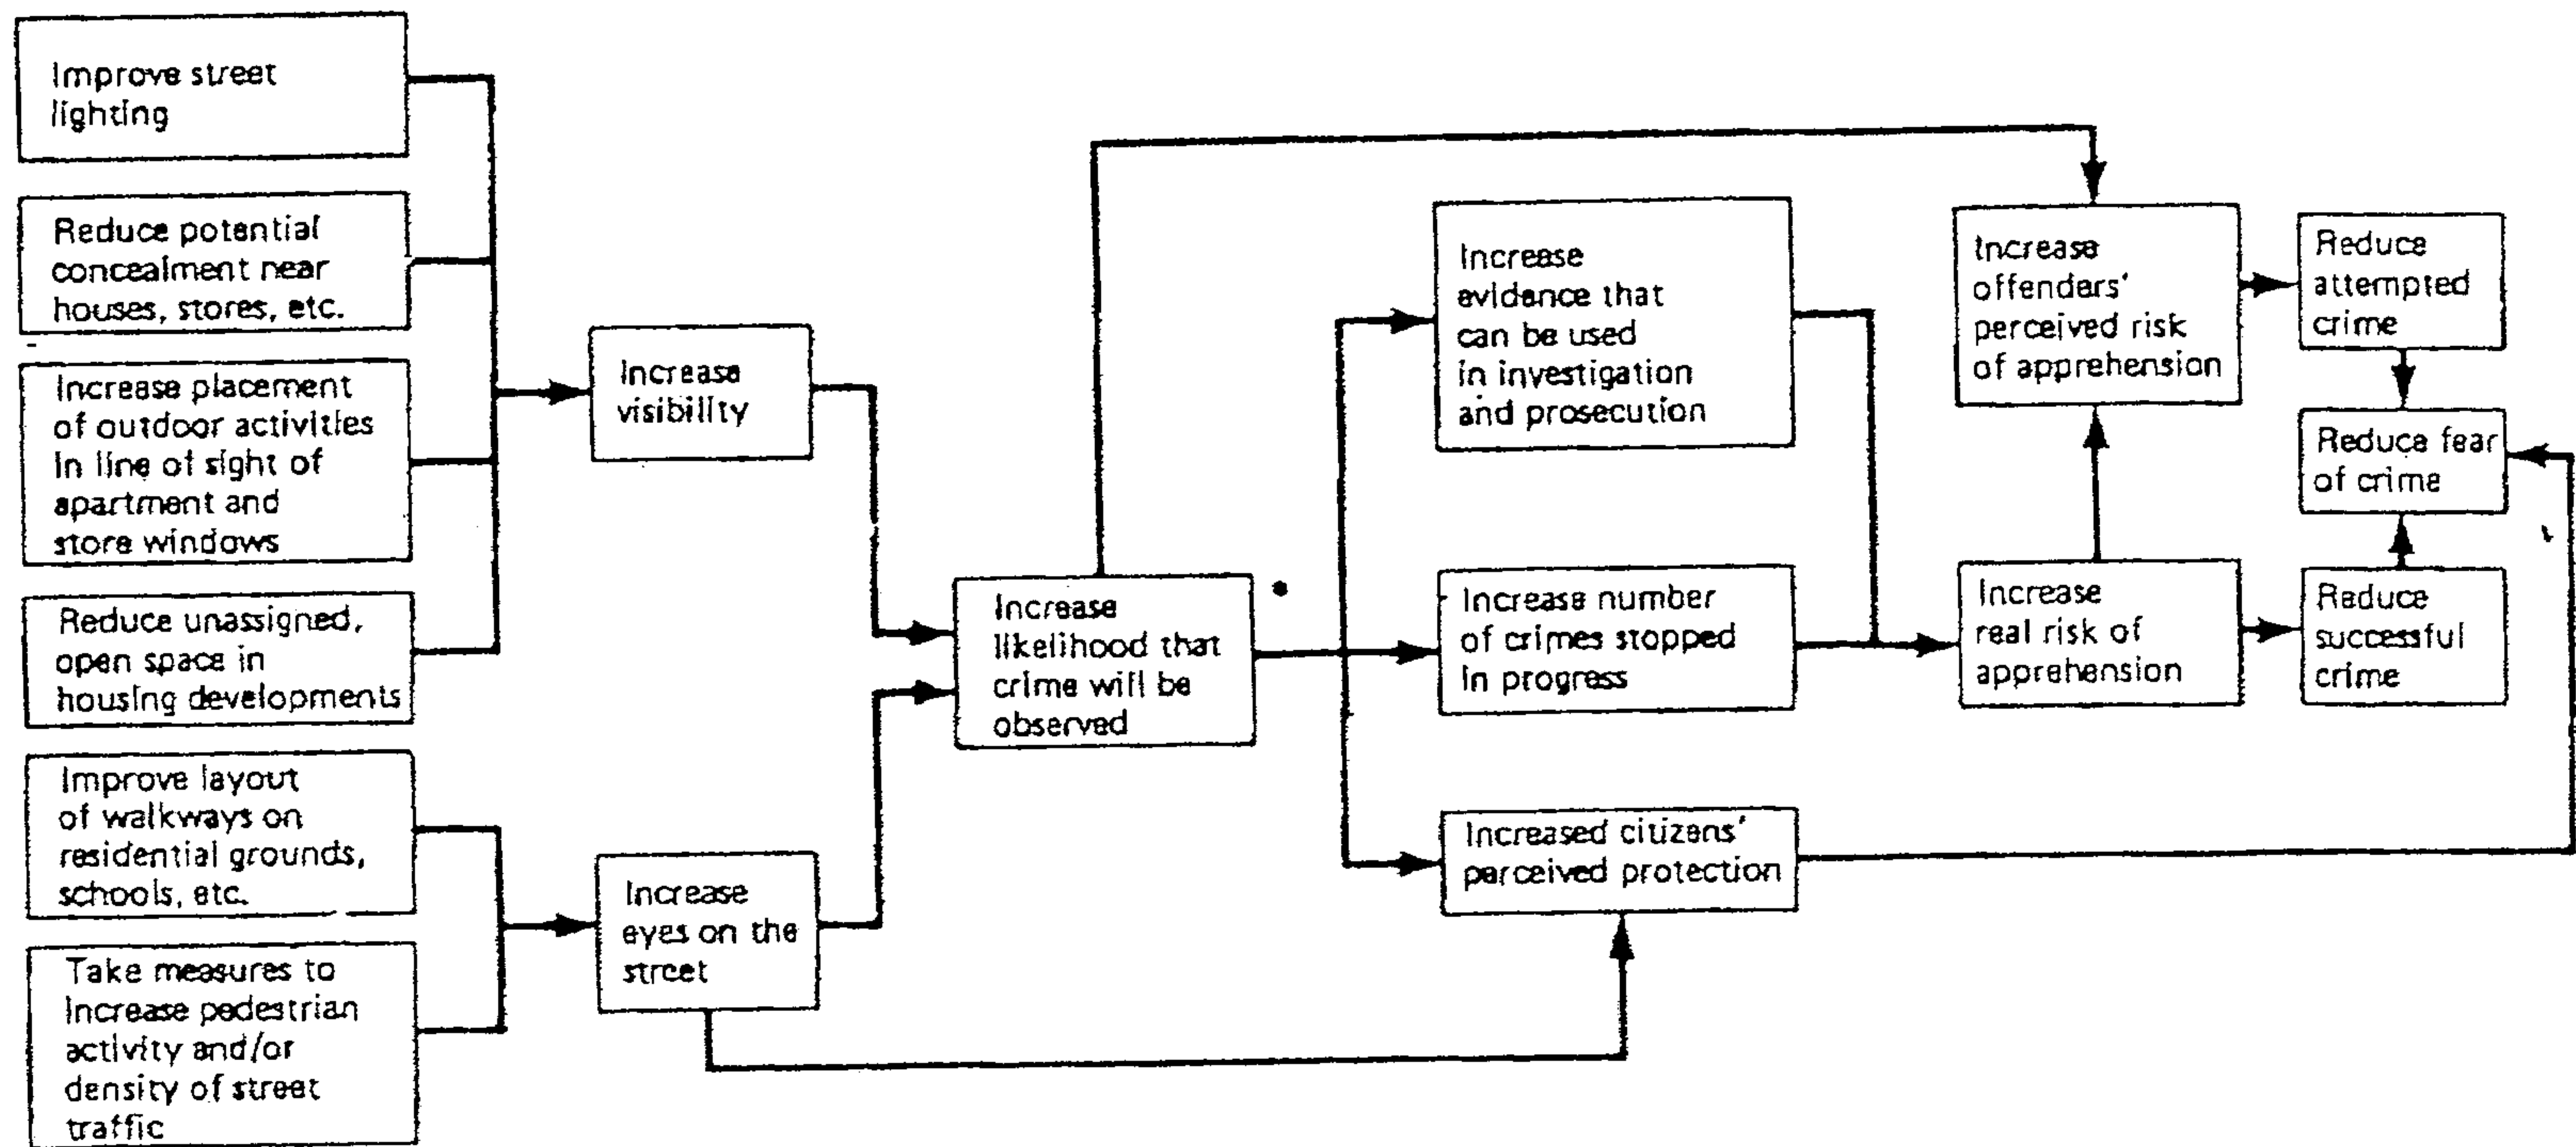 Improve street
lighting
Reduce potential
concealment near
houses, stores, etc.
Increase placement
of outdoor activities
in line of sight of
apartment and
store windows
Reduce unassigned,
open space in
housing developments
Improve layout
of walkways on
residential grounds,
schools, etc.
Take measures to
Increase pedestrian
activity and/or
density of street
traffic
Increase
visibility
Increase
eyes on the
street
Increase
likelihood that
crime will be
observed
Increase
evidence that
can be used
in investigation
and prosecution
Increase number
of crimes stopped
in progress
Increased citizens'
perceived protection
Increase
offenders'
perceived risk
of apprehension
Increase
real risk of
apprehension
Reduce
attempted
crime
Reduce fear
of crime
Reduce
successful
crime